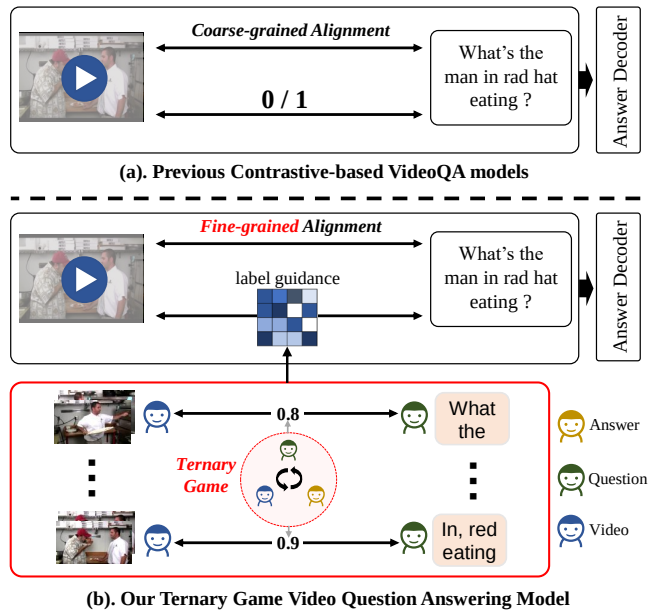 Coarse-grained Alignment
0 / 1
What's the
man in rad hat
eating ?
Answer Decoder
(a). Previous Contrastive-based VideoQA models
Fine-grained Alignment
label guidance
What's the
man in rad hat
eating ?
Answer Decoder
0.8
What
the
Ternary
Game
0.9
In, red
eating
Answer
Question
Video
(b). Our Ternary Game Video Question Answering Model